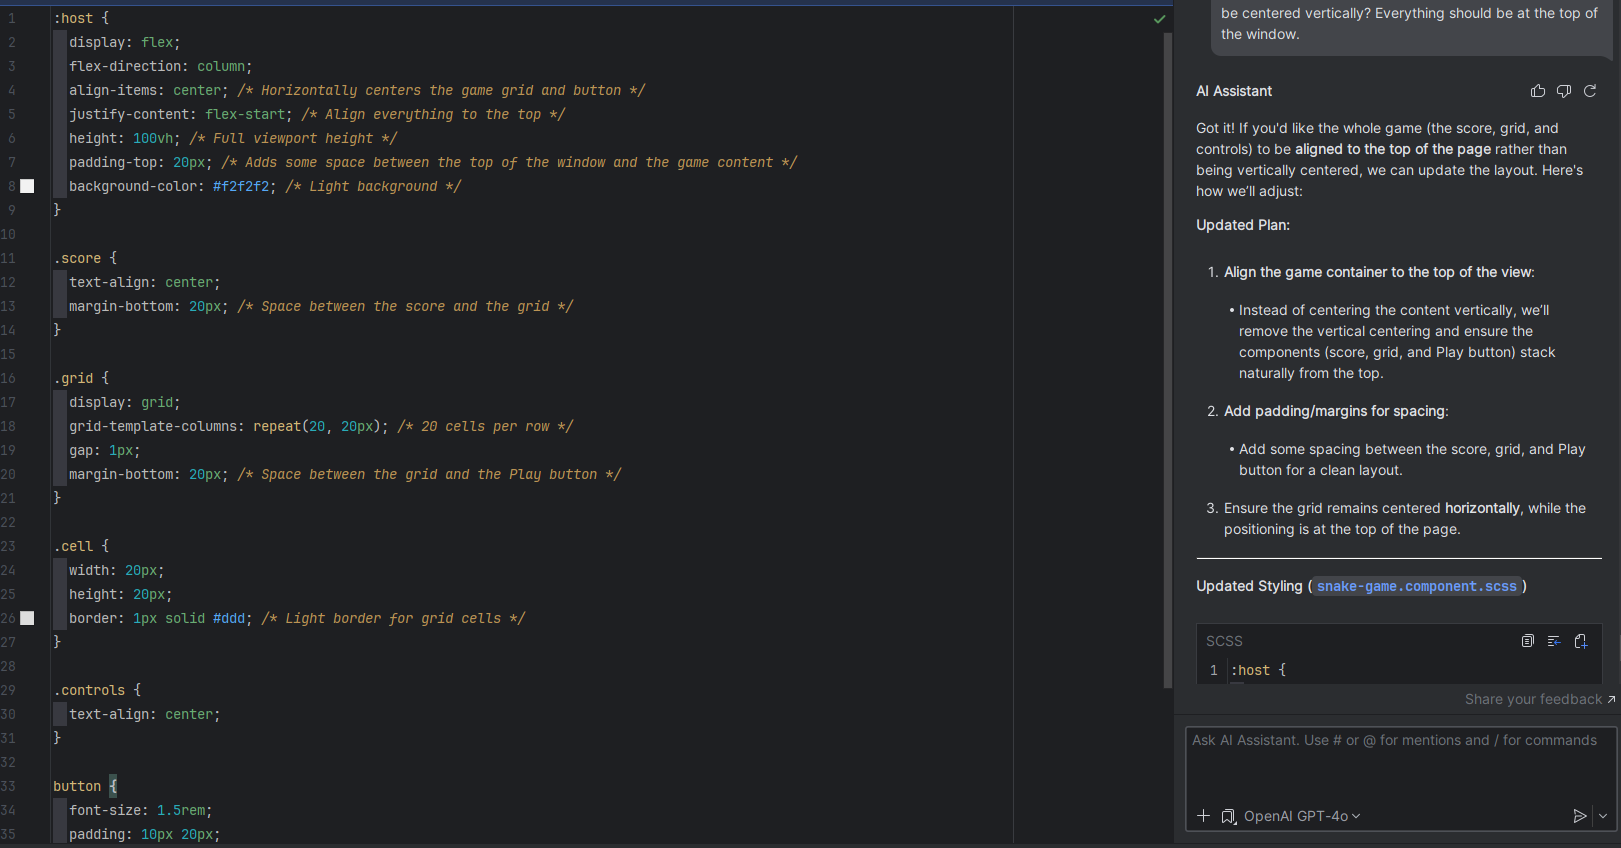 1 :host {
2 display: flex;
3 flex-direction: column;
4 align-items: center; /* Horizontally centers the game grid and button */
5 justify-content: flex-start; /* Align everything to the top */
6 height: 100vh; /* Full viewport height */
7 padding-top: 20px; /* Adds some space between the top of the window and the game content */
8 background-color: #f2f2f2; /* Light background */
9 }
10
11 .score {
12 text-align: center;
13 margin-bottom: 20px; /* Space between the score and the grid */
14 }
15
16 .grid {
17 display: grid;
18 grid-template-columns: repeat(20, 20px); /* 20 cells per row */
19 gap: 1px;
20 margin-bottom: 20px; /* Space between the grid and the Play button */
21 }
22
23 .cell {
24 width: 20px;
25 height: 20px;
26 border: 1px solid #ddd; /* Light border for grid cells */
27 }
28
29 .controls {
30 text-align: center;
31 }
32
33 button {
34 font-size: 1.5rem;
35 padding: 10px 20px;
be centered vertically? Everything should be at the top of
the window.
AI Assistant
Got it! If you'd like the whole game (the score, grid, and
controls) to be aligned to the top of the page rather than
being vertically centered, we can update the layout. Here's
how we’ll adjust:
Updated Plan:
1. Align the game container to the top of the view:
• Instead of centering the content vertically, we’ll
remove the vertical centering and ensure the
components (score, grid, and Play button) stack
naturally from the top.
2. Add padding/margins for spacing:
• Add some spacing between the score, grid, and Play
button for a clean layout.
3. Ensure the grid remains centered horizontally, while the
positioning is at the top of the page.
Updated Styling ( snake-game.component.scss )
SCSS
1 :host {
Share your feedback ↗
Ask AI Assistant. Use # or @ for mentions and / for commands
OpenAI GPT-4o